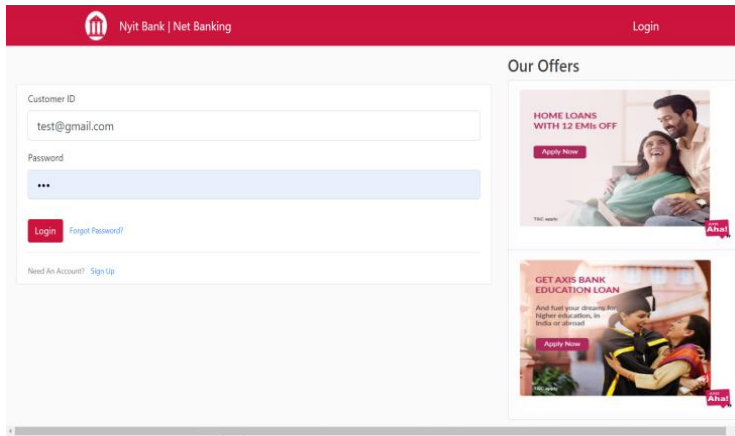 Nyit Bank | Net Banking
Login
Customer ID
test@gmail.com
Password
•••
Login
Forgot Password?
Need An Account? Sign Up
Our Offers
HOME LOANS
WITH 12 EMIs OFF
Apply Now
T&C apply
AXIS
Aha!
GET AXIS BANK
EDUCATION LOAN
And fuel your dreams for
higher education, in
India or abroad
Apply Now
T&C apply
AXIS
Aha!